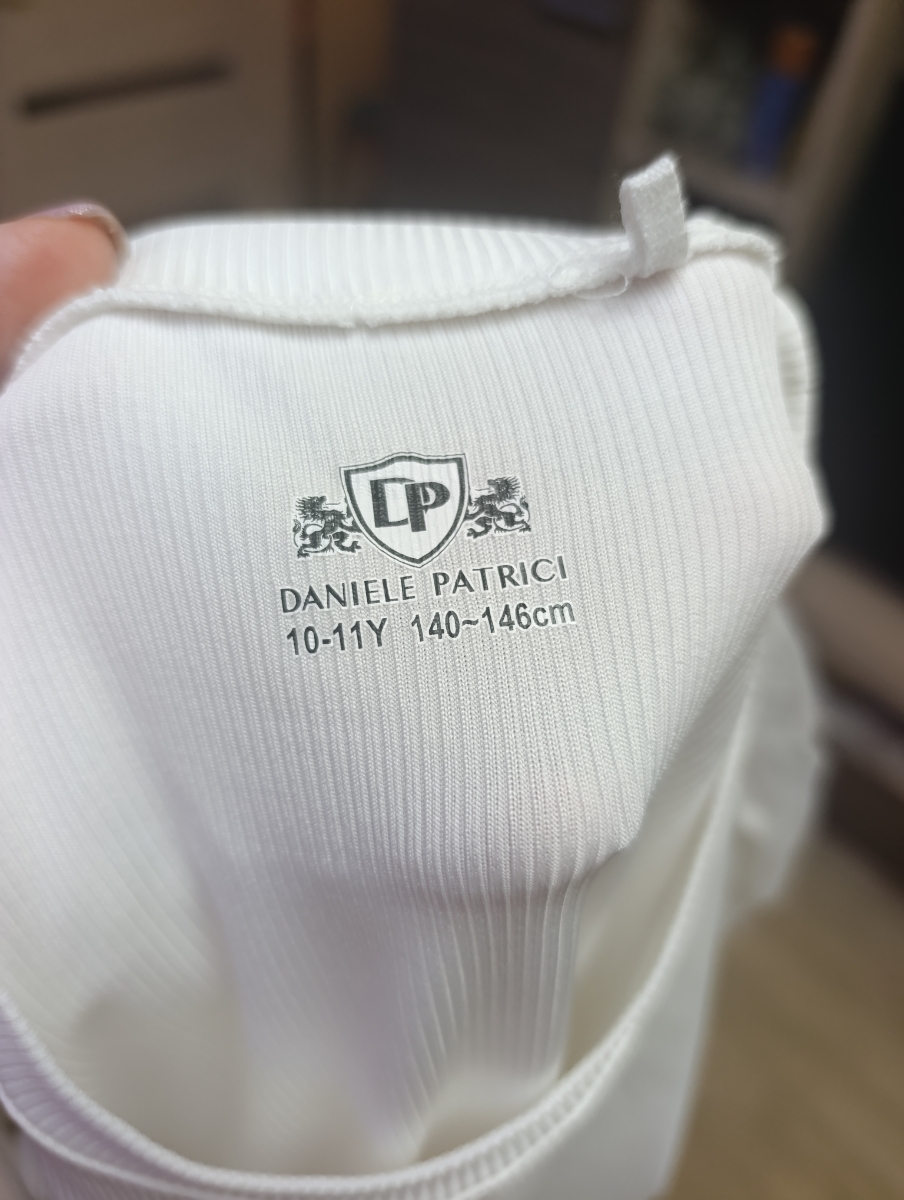 DP
DANIELE PATRICI
10-11Y 140~146cm